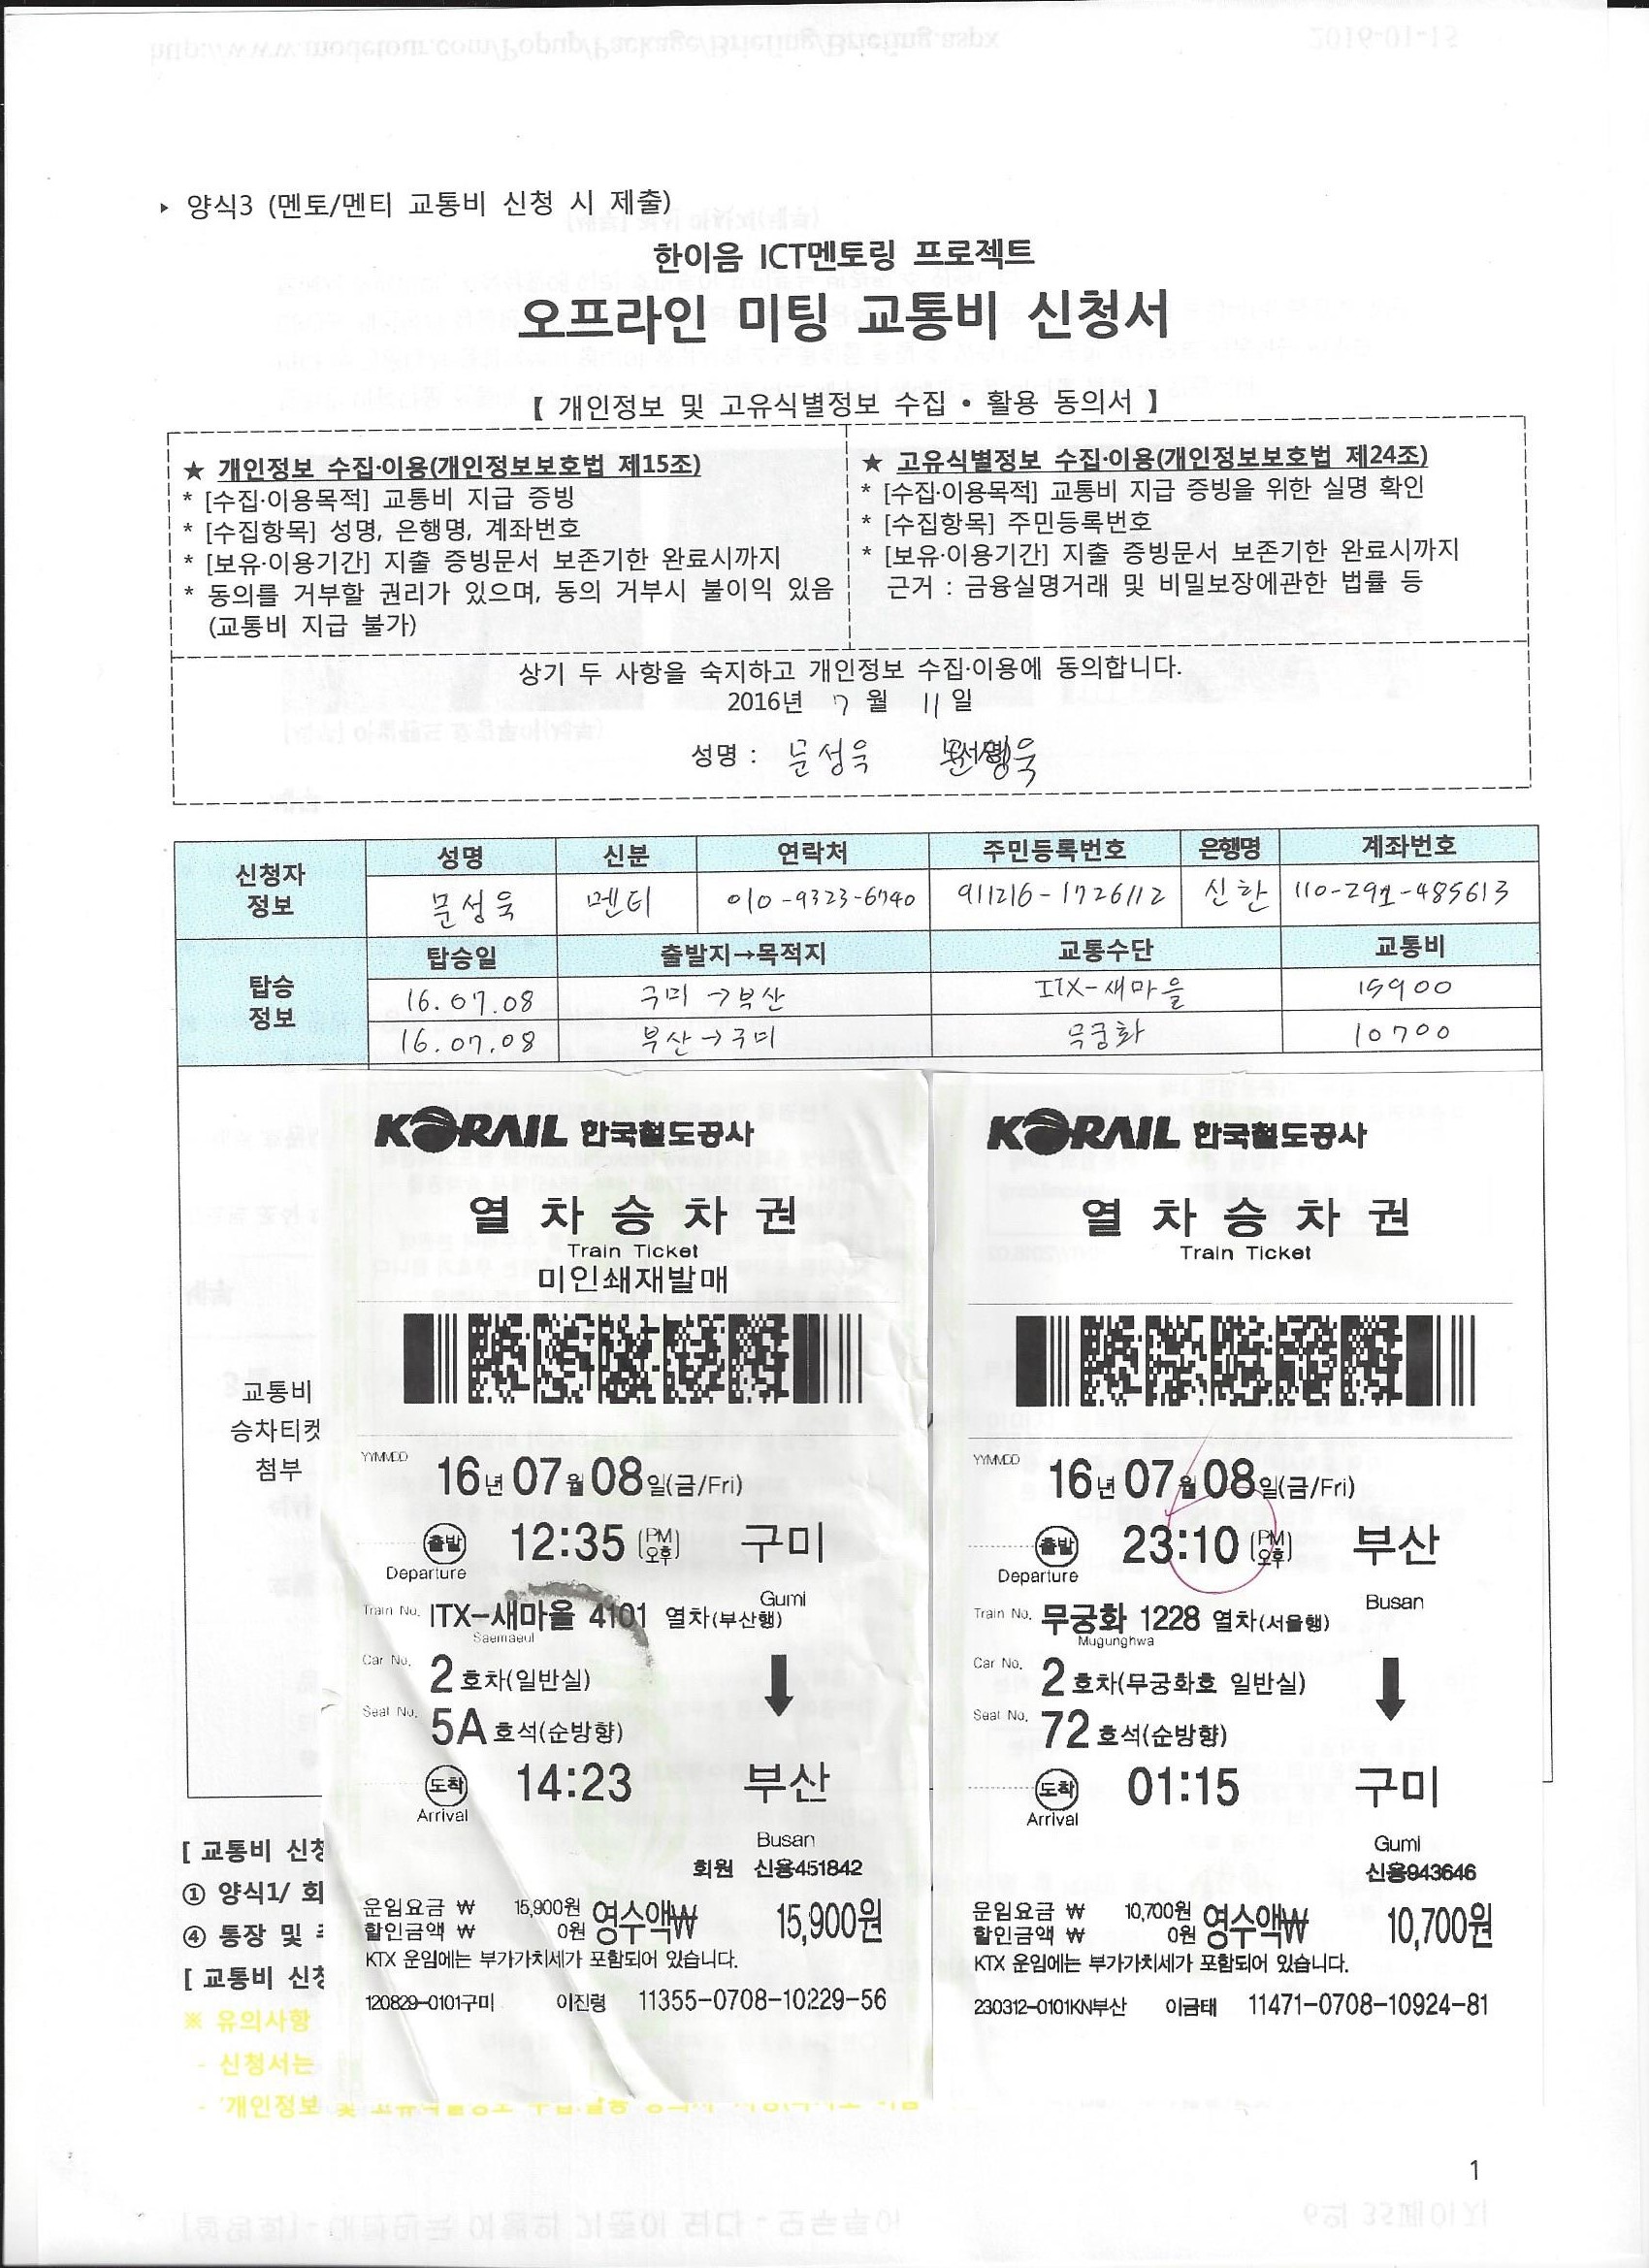 http://www.modetour.com/Popup/Package/Briefing/Briefing.aspx 2016-01-15
▸ 양식3 (멘토/멘티 교통비 신청 시 제출)
한이음 ICT멘토링 프로젝트
오프라인 미팅 교통비 신청서
【 개인정보 및 고유식별정보 수집 • 활용 동의서 】
★ 개인정보 수집·이용(개인정보보호법 제15조)
* [수집·이용목적] 교통비 지급 증빙
* [수집항목] 성명, 은행명, 계좌번호
* [보유·이용기간] 지출 증빙문서 보존기한 완료시까지
* 동의를 거부할 권리가 있으며, 동의 거부시 불이익 있음
(교통비 지급 불가)
★ 고유식별정보 수집·이용(개인정보보호법 제24조)
* [수집·이용목적] 교통비 지급 증빙을 위한 실명 확인
* [수집항목] 주민등록번호
* [보유·이용기간] 지출 증빙문서 보존기한 완료시까지
근거 : 금융실명거래 및 비밀보장에관한 법률 등
상기 두 사항을 숙지하고 개인정보 수집·이용에 동의합니다.
2016년 7 월 11 일
성명 : 문성욱 문성욱
신청자 정보 성명 신분 연락처 주민등록번호 은행명 계좌번호
문성욱 멘티 010-9323-6740 911216-1726112 신한 110-292-485613
탑승 정보 탑승일 출발지→목적지 교통수단 교통비
16.07.08 구미→부산 ITX-새마을 15900
16.07.08 부산→구미 무궁화 10700
교통비
승차티켓
첨부
KORAIL 한국철도공사
열차승차권
Train Ticket
미인쇄재발매
YYMMDD
16년 07월 08일(금/Fri)
출발 12:35 (PM 오후) 구미
Departure Gumi
Train No. ITX-새마을 4101 열차(부산행)
Saemaeul
Car No. 2 호차(일반실)
Seat No. 5A 호석(순방향)
도착 14:23 부산
Arrival Busan
회원 신용451842
운임요금 ₩ 15,900원
할인금액 ₩ 0원
영수액₩ 15,900원
KTX 운임에는 부가가치세가 포함되어 있습니다.
120829-0101구미 이진령 11355-0708-10229-56
KORAIL 한국철도공사
열차승차권
Train Ticket
YYMMDD
16년 07월 08일(금/Fri)
출발 23:10 (PM 오후) 부산
Departure Busan
Train No. 무궁화 1228 열차(서울행)
Mugunghwa
Car No. 2 호차(무궁화호 일반실)
Seat No. 72 호석(순방향)
도착 01:15 구미
Arrival Gumi
신용943646
운임요금 ₩ 10,700원
할인금액 ₩ 0원
영수액₩ 10,700원
KTX 운임에는 부가가치세가 포함되어 있습니다.
230312-0101KN부산 이금태 11471-0708-10924-81
[ 교통비 신청
① 양식1/ 회
④ 통장 및
[ 교통비 신청
※ 유의사항
- 신청서는
- '개인정보 및 고유식별정보 수집·활용 동의서'
1
6의 35페이지